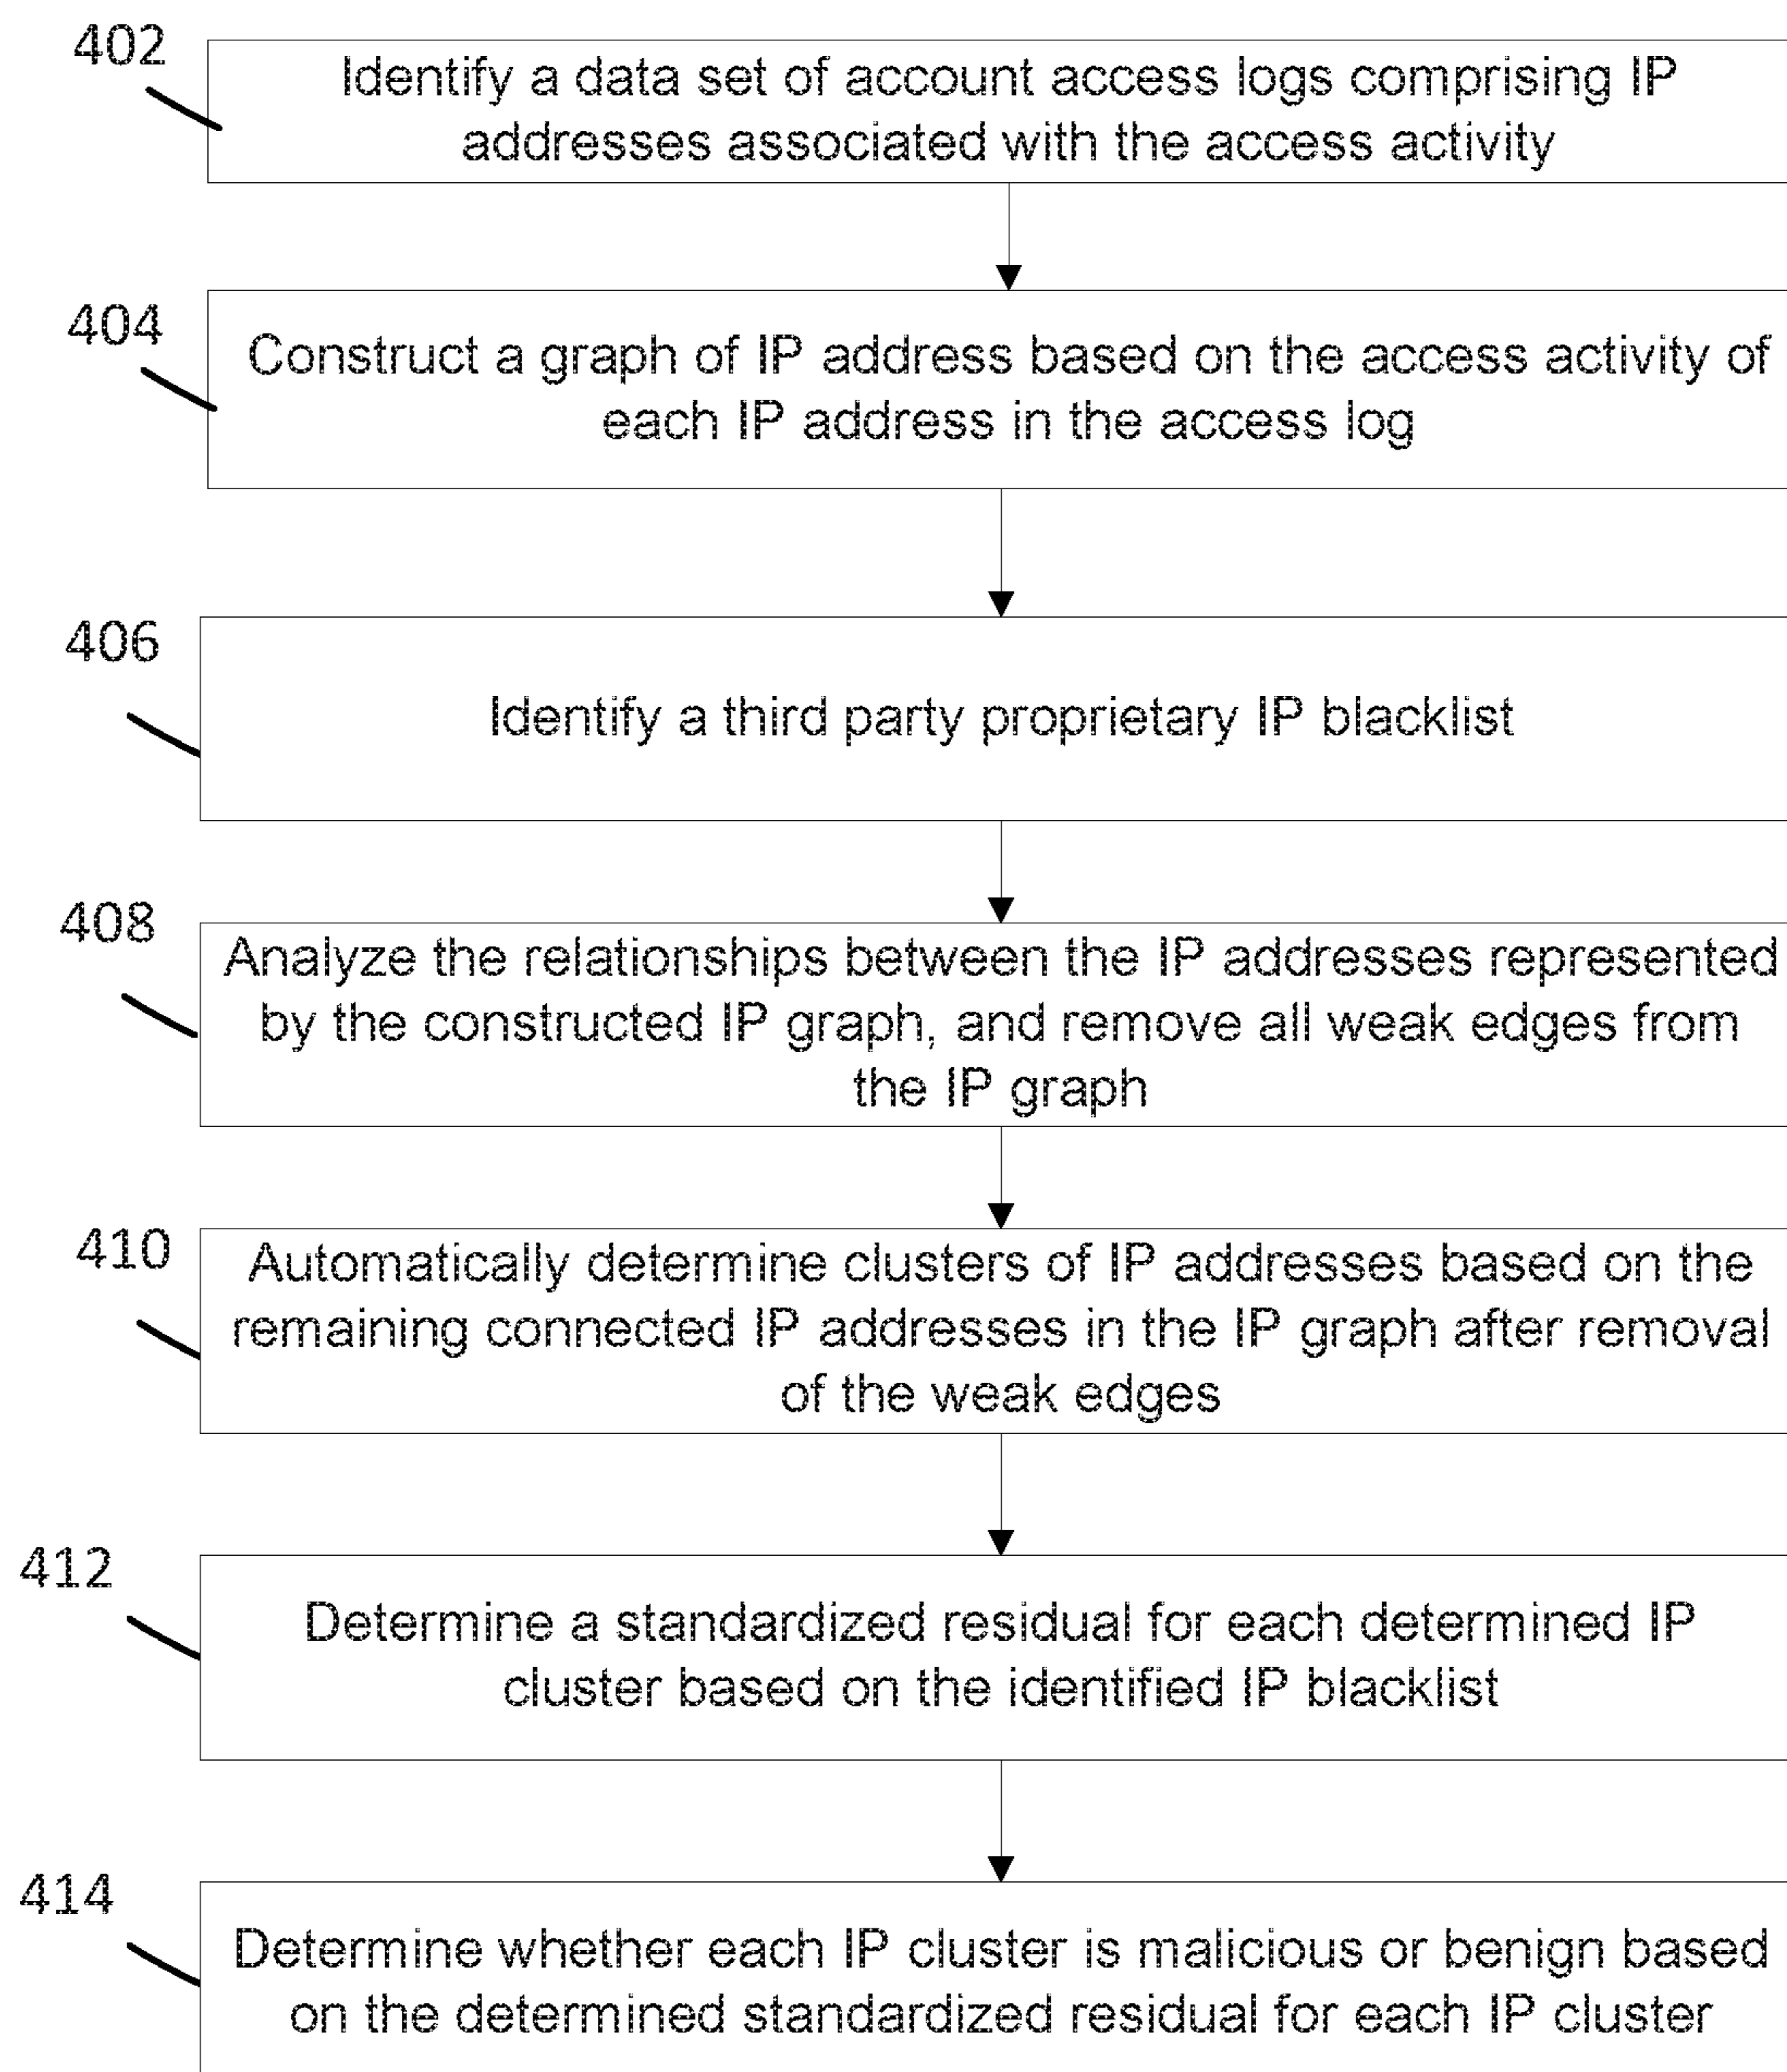 402
Identify a data set of account access logs comprising IP
addresses associated with the access activity
404
Construct a graph of IP address based on the access activity of
each IP address in the access log
406
Identify a third party proprietary IP blacklist
408
Analyze the relationships between the IP addresses represented
by the constructed IP graph, and remove all weak edges from
the IP graph
410
Automatically determine clusters of IP addresses based on the
remaining connected IP addresses in the IP graph after removal
of the weak edges
412
Determine a standardized residual for each determined IP
cluster based on the identified IP blacklist
414
Determine whether each IP cluster is malicious or benign based
on the determined standardized residual for each IP cluster